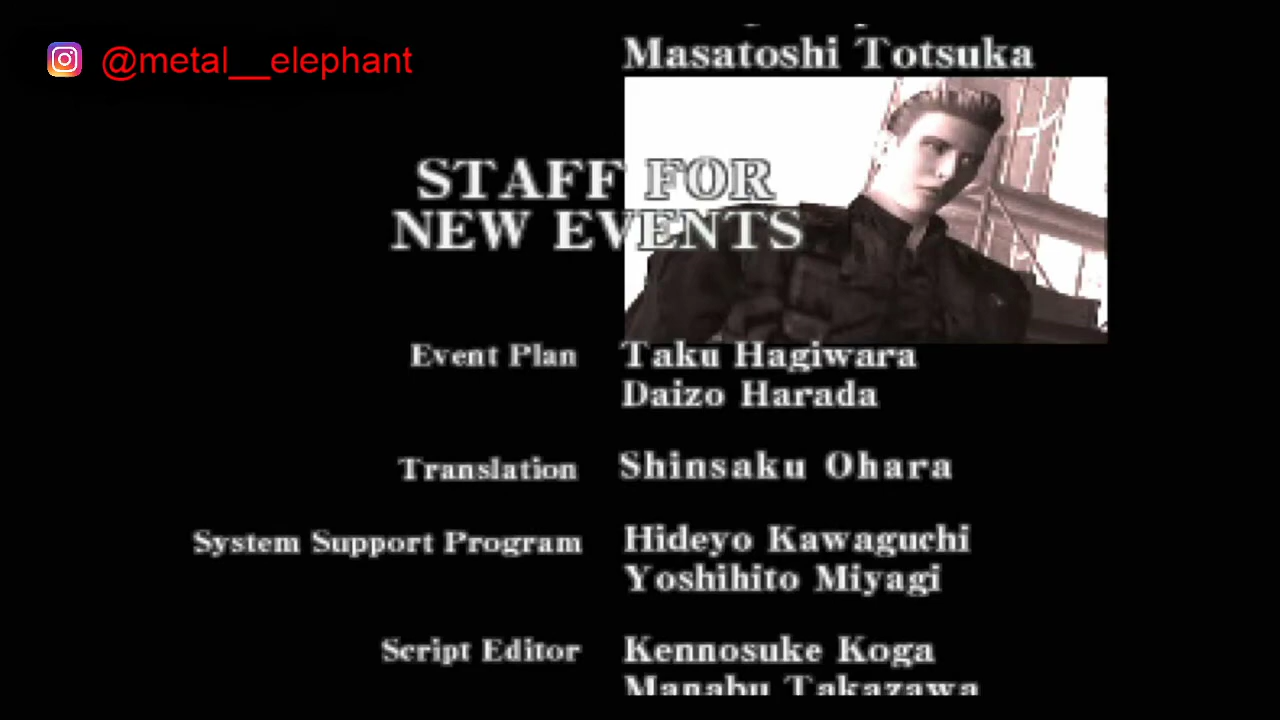 @metal__elephant
Masatoshi Totsuka
STAFF FOR
NEW EVENTS
Event Plan Taku Hagiwara
Daizo Harada
Translation Shinsaku Ohara
System Support Program Hideyo Kawaguchi
Yoshihito Miyagi
Script Editor Kennosuke Koga
Manabu Takazawa